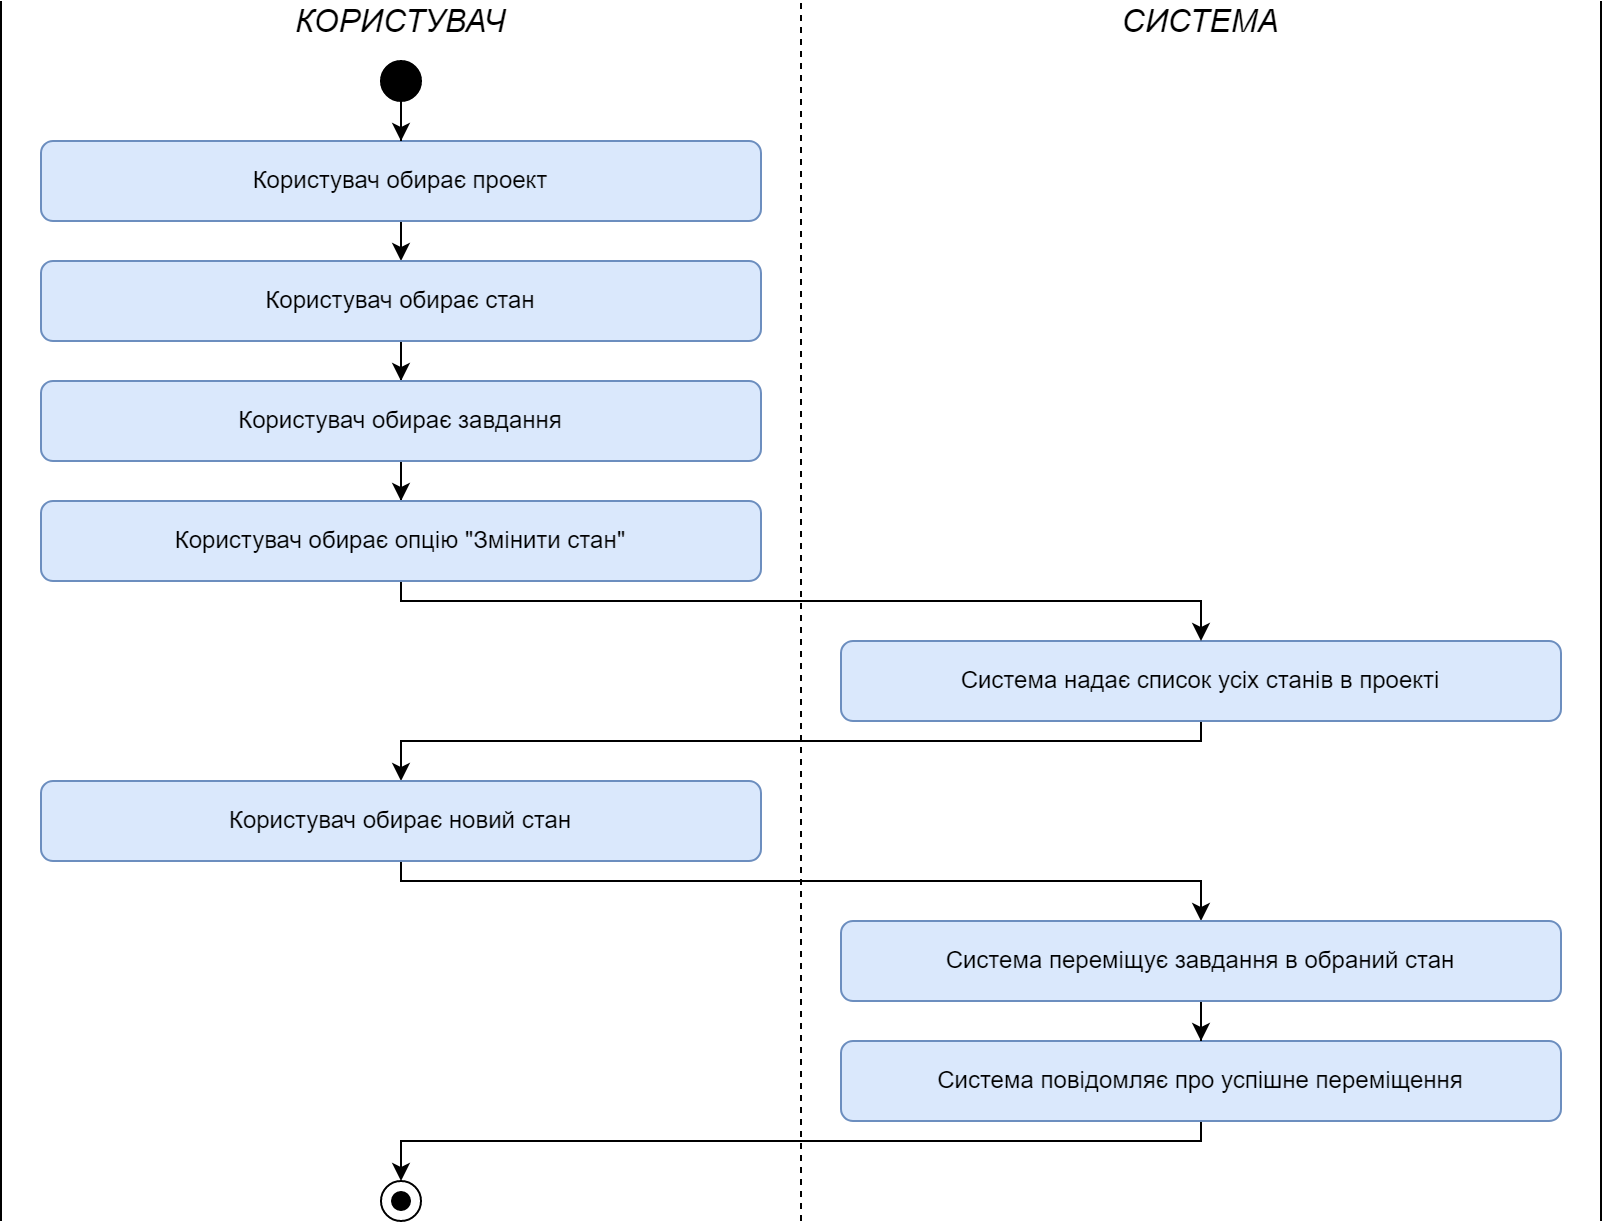 КОРИСТУВАЧ
СИСТЕМА
Користувач обирає проект
Користувач обирає стан
Користувач обирає завдання
Користувач обирає опцію "Змінити стан"
Система надає список усіх станів в проекті
Користувач обирає новий стан
Система переміщує завдання в обраний стан
Система повідомляє про успішне переміщення